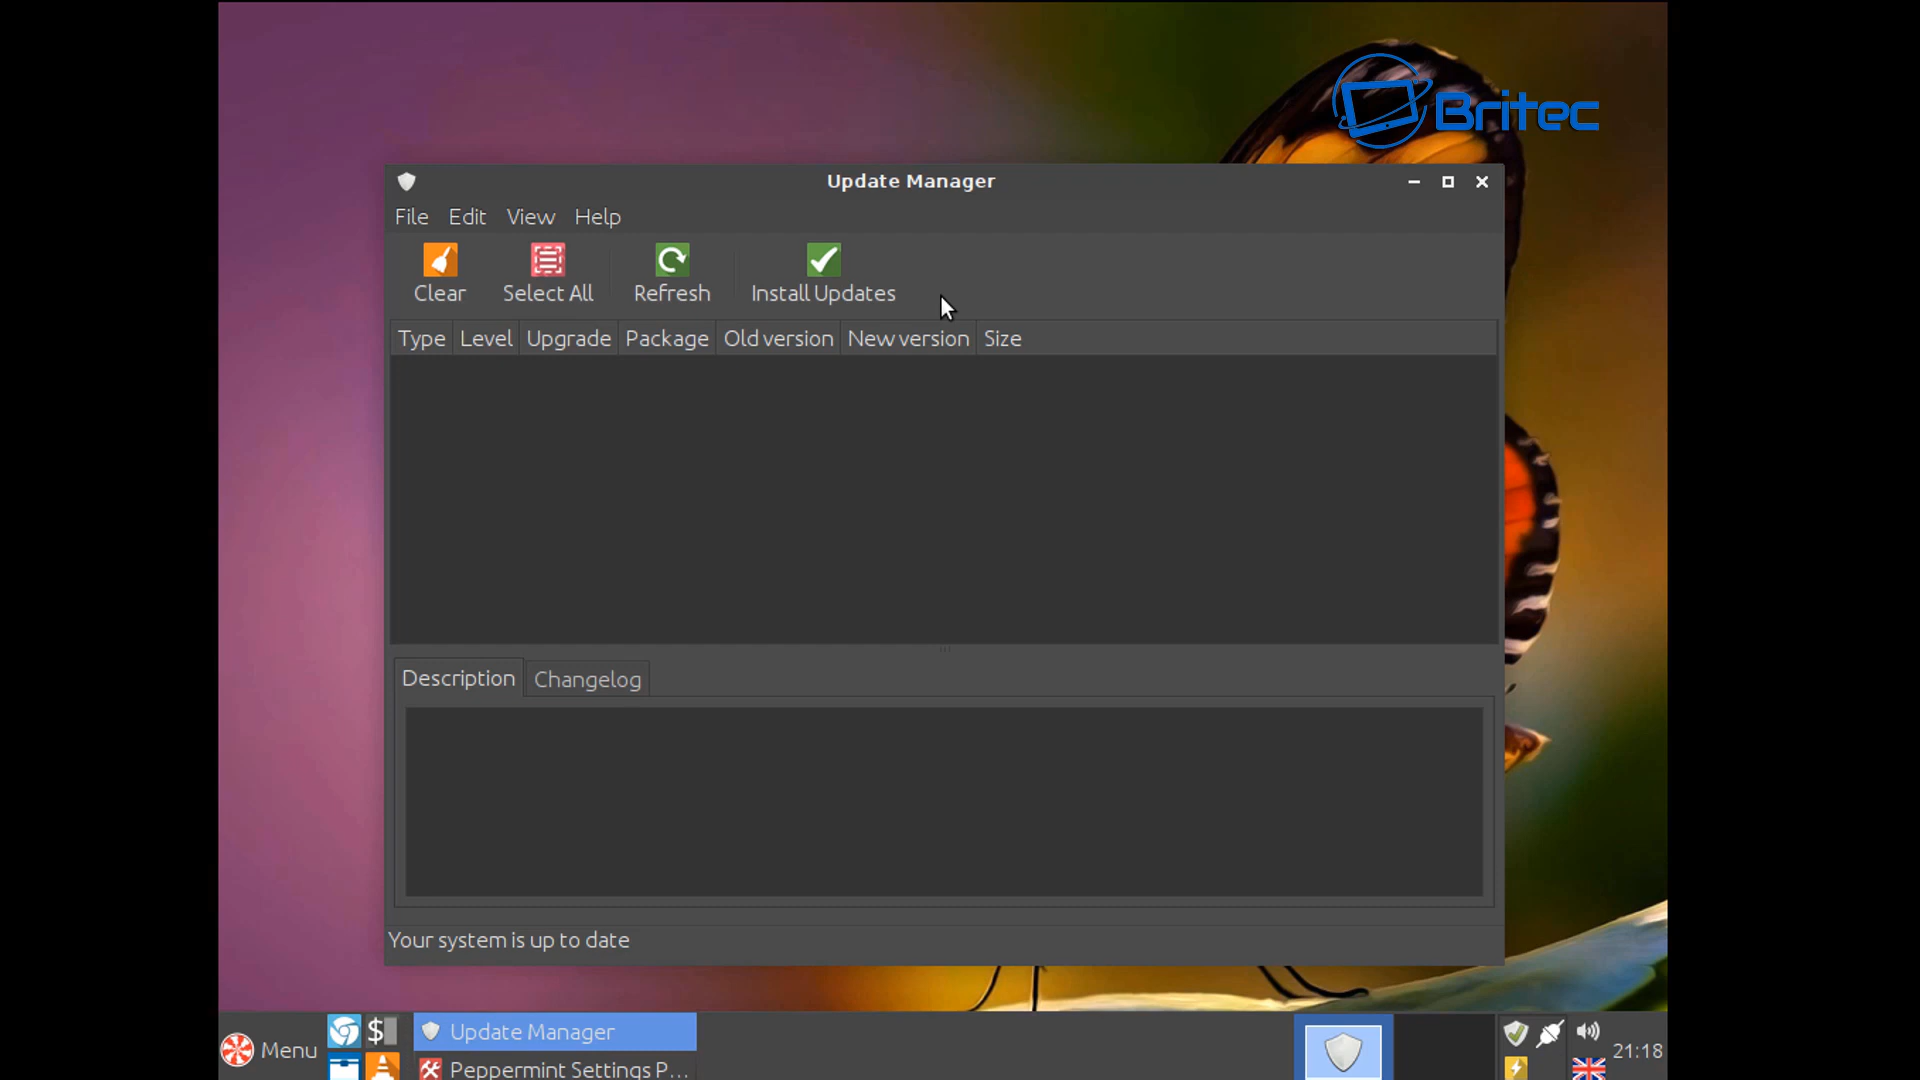 Britec
Update Manager
File Edit View Help
Clear Select All Refresh Install Updates
Type Level Upgrade Package Old version New version Size
Description Changelog
Your system is up to date
Menu $ Update Manager
Peppermint Settings P...
21:18